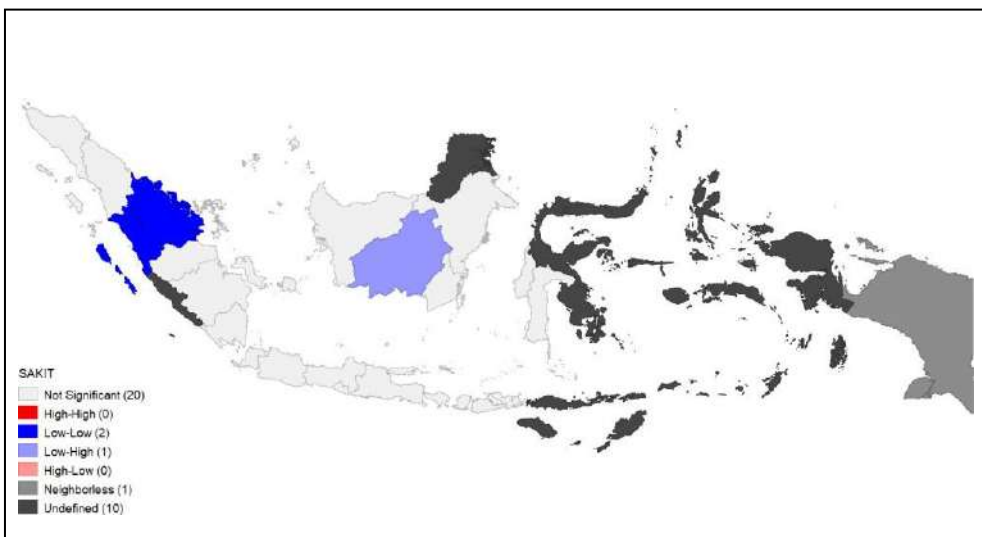 SAKIT
Not Significant (20)
High-High (0)
Low-Low (2)
Low-High (1)
High-Low (0)
Neighborless (1)
Undefined (10)